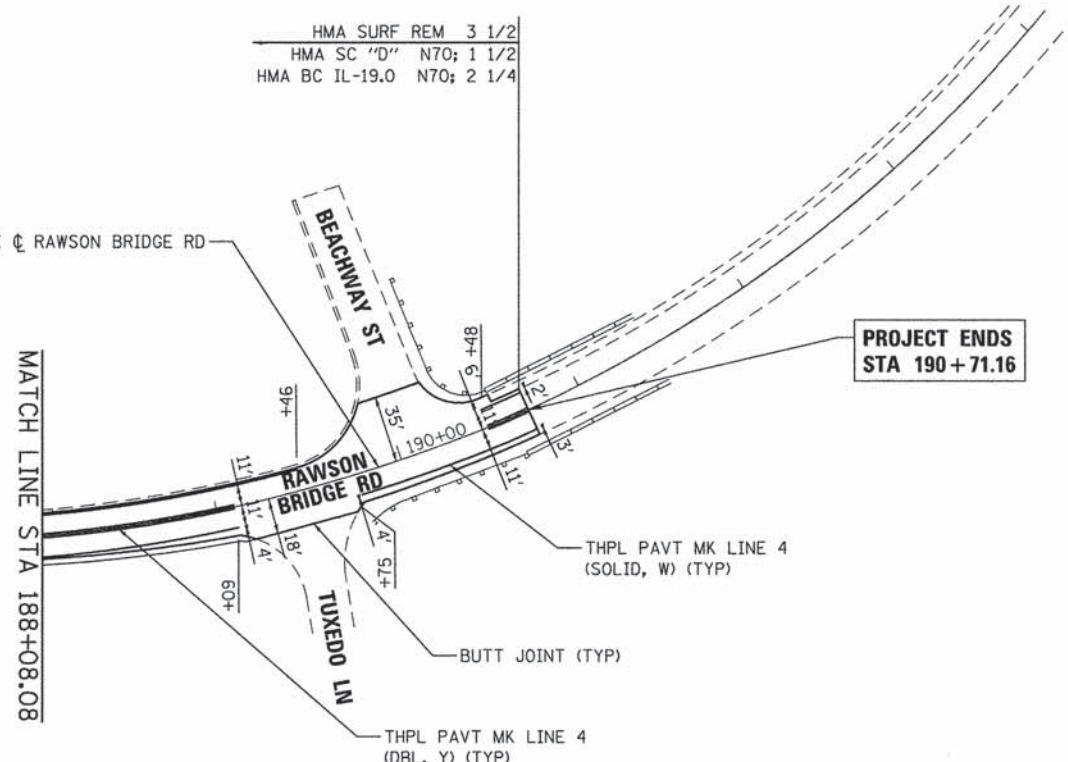 HMA SURF REM 3 1/2
HMA SC "D" N70; 1 1/2
HMA BC IL-19.0 N70; 2 1/4
℄ RAWSON BRIDGE RD
BEACHWAY ST
+48
9'
2'
PROJECT ENDS
STA 190+71.16
MATCH LINE STA 188+08.08
+46
35'
11
190+00
3'
11'
11'
RAWSON
BRIDGE RD
11'
4'
18'
4'
+75
+09
THPL PAVT MK LINE 4
(SOLID, W) (TYP)
TUXEDO LN
BUTT JOINT (TYP)
THPL PAVT MK LINE 4
(DBL, Y) (TYP)